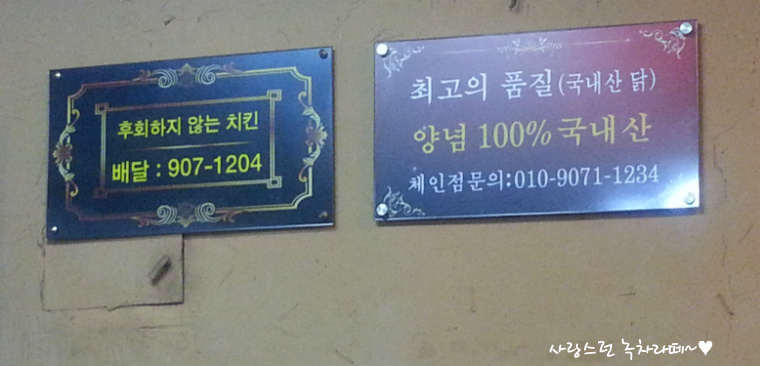 후회하지 않는 치킨
배달 : 907-1204
최고의 품질(국내산 닭)
양념 100% 국내산
체인점문의:010-9071-1234
사랑스런 녹차라떼~♥